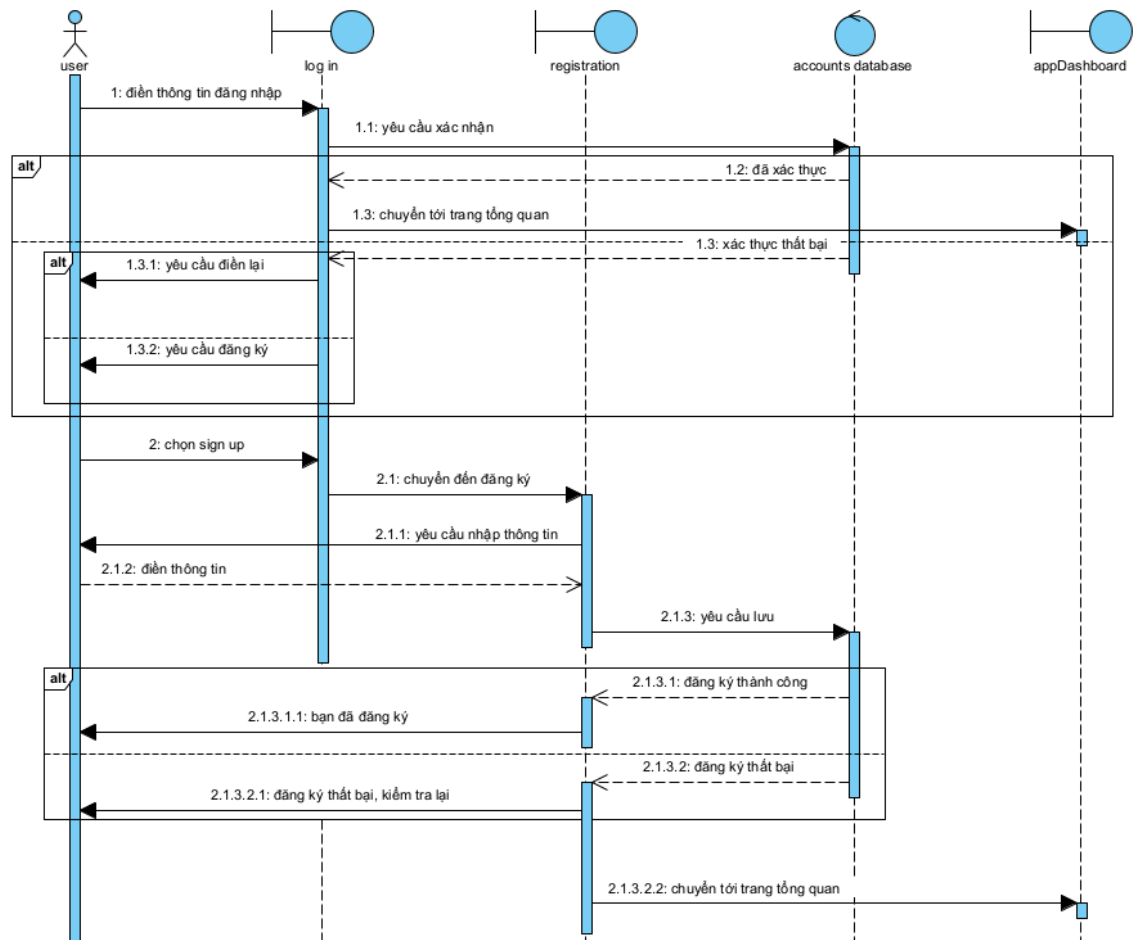 user
log in
registration
accounts database
appDashboard
1: điền thông tin đăng nhập
1.1: yêu cầu xác nhận
alt
1.2: đã xác thực
1.3: chuyển tới trang tổng quan
1.3: xác thực thất bại
alt
1.3.1: yêu cầu điền lại
1.3.2: yêu cầu đăng ký
2: chọn sign up
2.1: chuyển đến đăng ký
2.1.1: yêu cầu nhập thông tin
2.1.2: điền thông tin
2.1.3: yêu cầu lưu
alt
2.1.3.1: đăng ký thành công
2.1.3.1.1: bạn đã đăng ký
2.1.3.2: đăng ký thất bại
2.1.3.2.1: đăng ký thất bại, kiểm tra lại
2.1.3.2.2: chuyển tới trang tổng quan